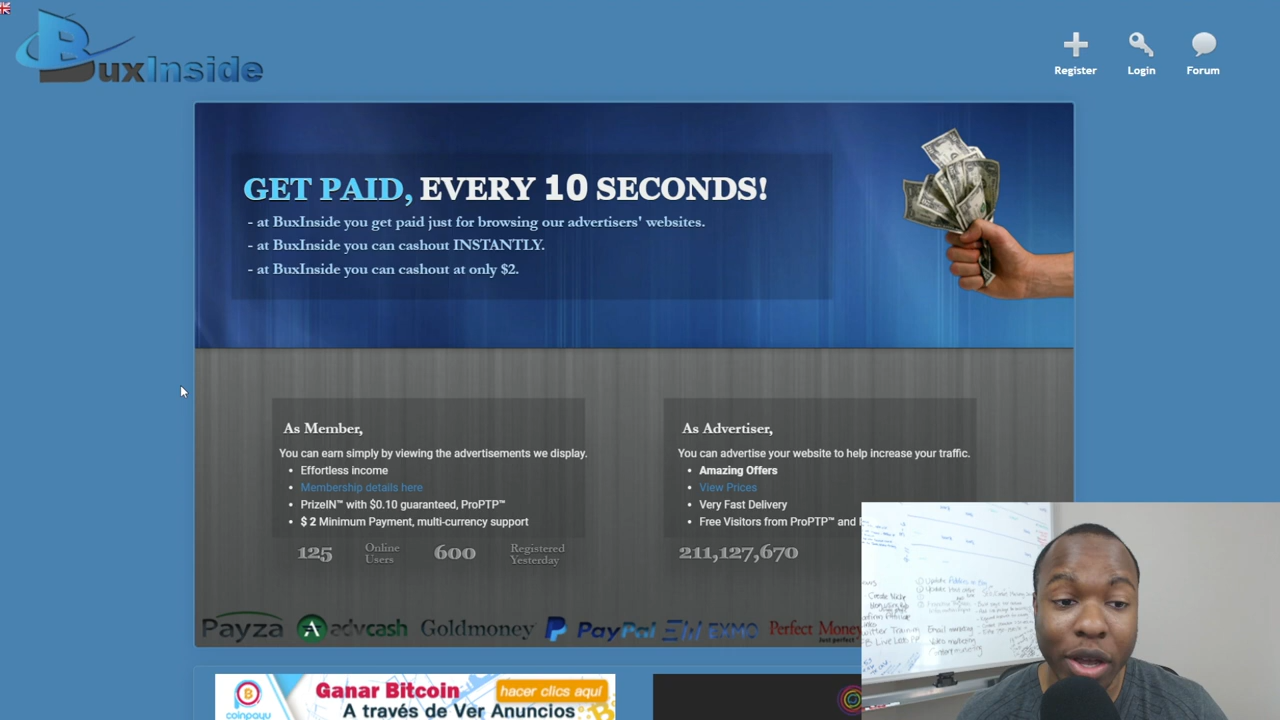 BuxInside
Register
Login
Forum
GET PAID, EVERY 10 SECONDS!
- at BuxInside you get paid just for browsing our advertisers' websites.
- at BuxInside you can cashout INSTANTLY.
- at BuxInside you can cashout at only $2.
As Member,
You can earn simply by viewing the advertisements we display.
• Effortless income
• Membership details here
• PrizeIN™ with $0.10 guaranteed, ProPTP™
• $ 2 Minimum Payment, multi-currency support
125 Online Users 600 Registered Yesterday
As Advertiser,
You can advertise your website to help increase your traffic.
• Amazing Offers
• View Prices
• Very Fast Delivery
• Free Visitors from ProPTP™ and
211,127,670
Payza advcash Goldmoney PayPal EXMO Perfect Money
Ganar Bitcoin hacer clics aquí
coinpayu A través de Ver Anuncios
Email marketing
Video marketing